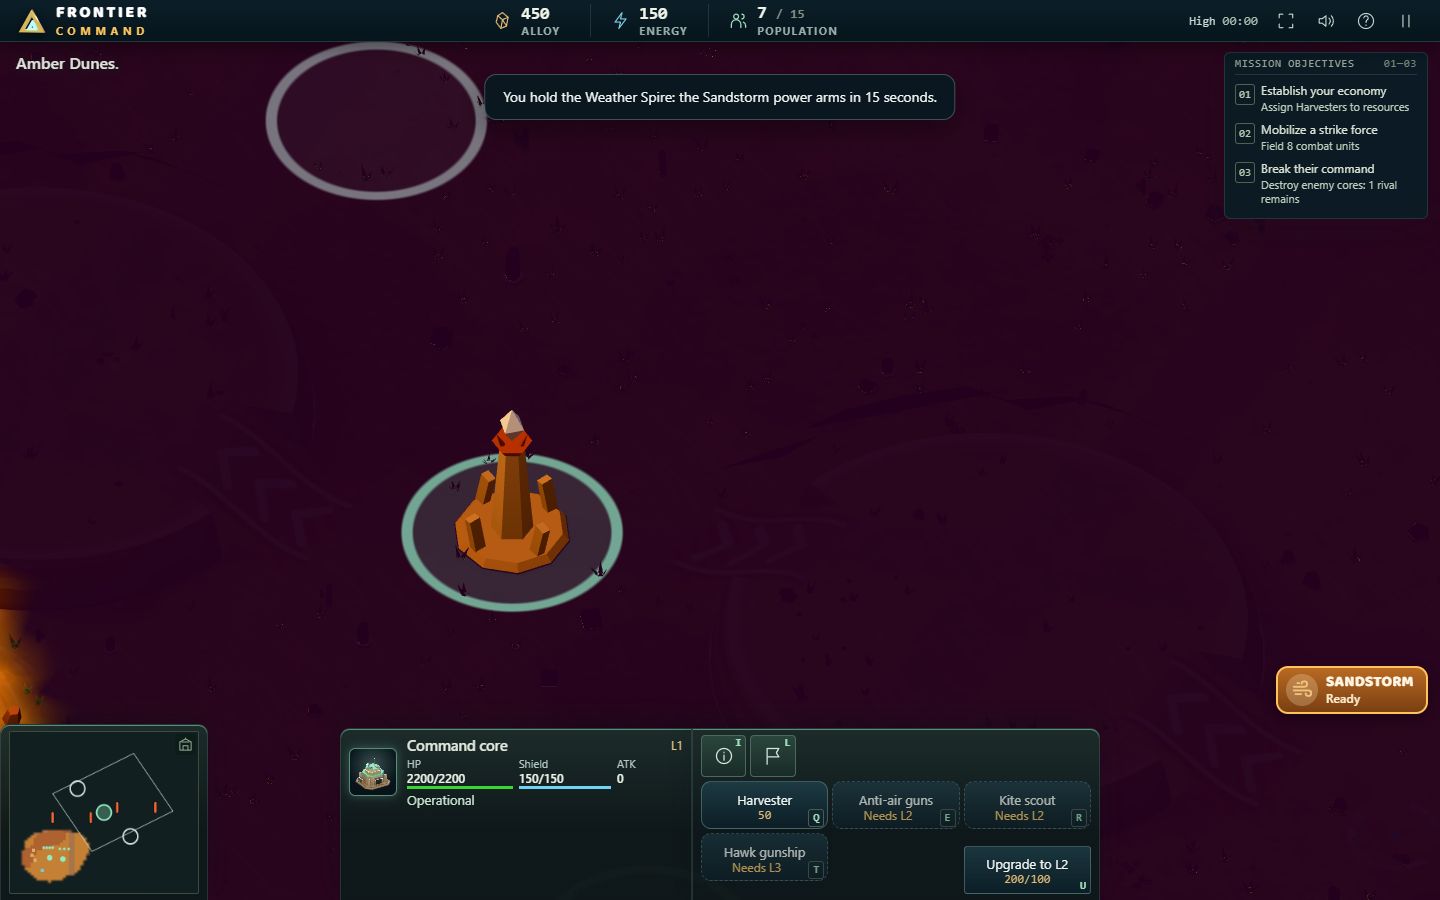 FRONTIER
COMMAND
450
ALLOY
150
ENERGY
7 / 15
POPULATION
High 00:00
Amber Dunes.
You hold the Weather Spire: the Sandstorm power arms in 15 seconds.
MISSION OBJECTIVES 01—03
01 Establish your economy
Assign Harvesters to resources
02 Mobilize a strike force
Field 8 combat units
03 Break their command
Destroy enemy cores: 1 rival
remains
SANDSTORM
Ready
Command core L1
HP Shield ATK
2200/2200 150/150 0
Operational
I L
Harvester
50 Q
Anti-air guns
Needs L2 E
Kite scout
Needs L2 R
Hawk gunship
Needs L3 T
Upgrade to L2
200/100 U